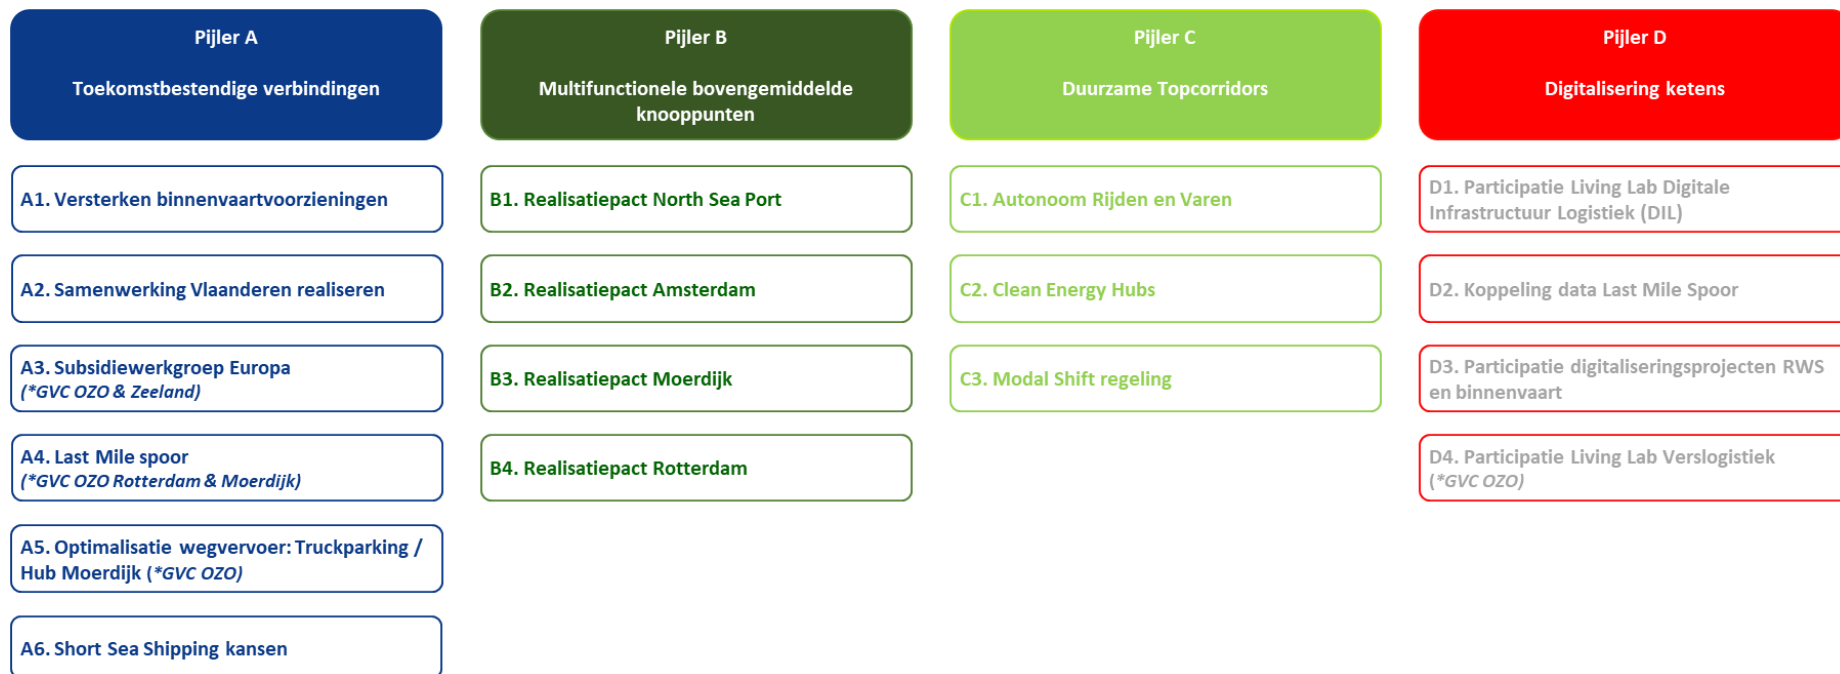 Pijler A
Toekomstbestendige verbindingen
A1. Versterken binnenvaartvoorzieningen
A2. Samenwerking Vlaanderen realiseren
A3. Subsidiewerkgroep Europa
(*GVC OZO & Zeeland)
A4. Last Mile spoor
(*GVC OZO Rotterdam & Moerdijk)
A5. Optimalisatie wegvervoer: Truckparking /
Hub Moerdijk (*GVC OZO)
A6. Short Sea Shipping kansen
Pijler B
Multifunctionele bovengemiddelde
knooppunten
B1. Realisatiepact North Sea Port
B2. Realisatiepact Amsterdam
B3. Realisatiepact Moerdijk
B4. Realisatiepact Rotterdam
Pijler C
Duurzame Topcorridors
C1. Autonoom Rijden en Varen
C2. Clean Energy Hubs
C3. Modal Shift regeling
Pijler D
Digitalisering ketens
D1. Participatie Living Lab Digitale
Infrastructuur Logistiek (DIL)
D2. Koppeling data Last Mile Spoor
D3. Participatie digitaliseringsprojecten RWS
en binnenvaart
D4. Participatie Living Lab Verslogistiek
(*GVC OZO)